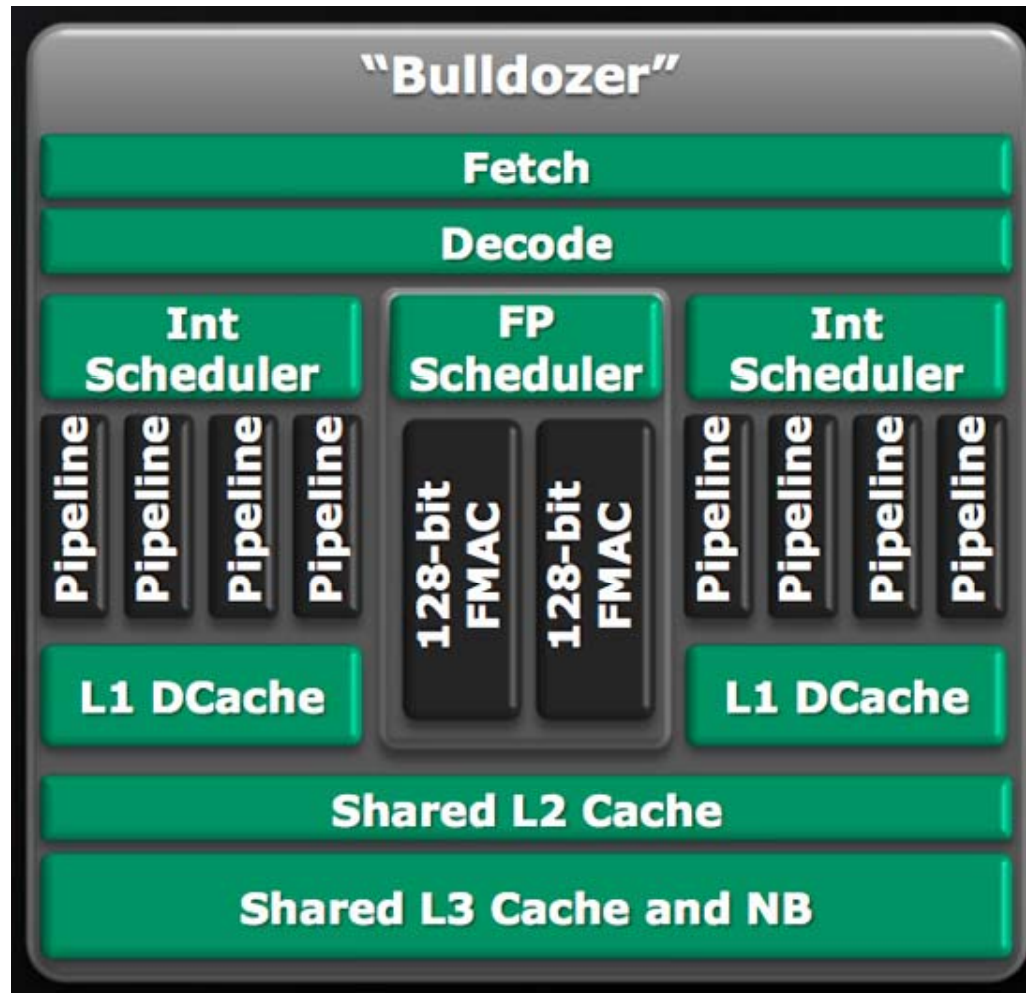 “Bulldozer”
Fetch
Decode
Int
Scheduler
FP
Scheduler
Int
Scheduler
Pipeline
Pipeline
Pipeline
Pipeline
128-bit
FMAC
128-bit
FMAC
Pipeline
Pipeline
Pipeline
Pipeline
L1 DCache
L1 DCache
Shared L2 Cache
Shared L3 Cache and NB